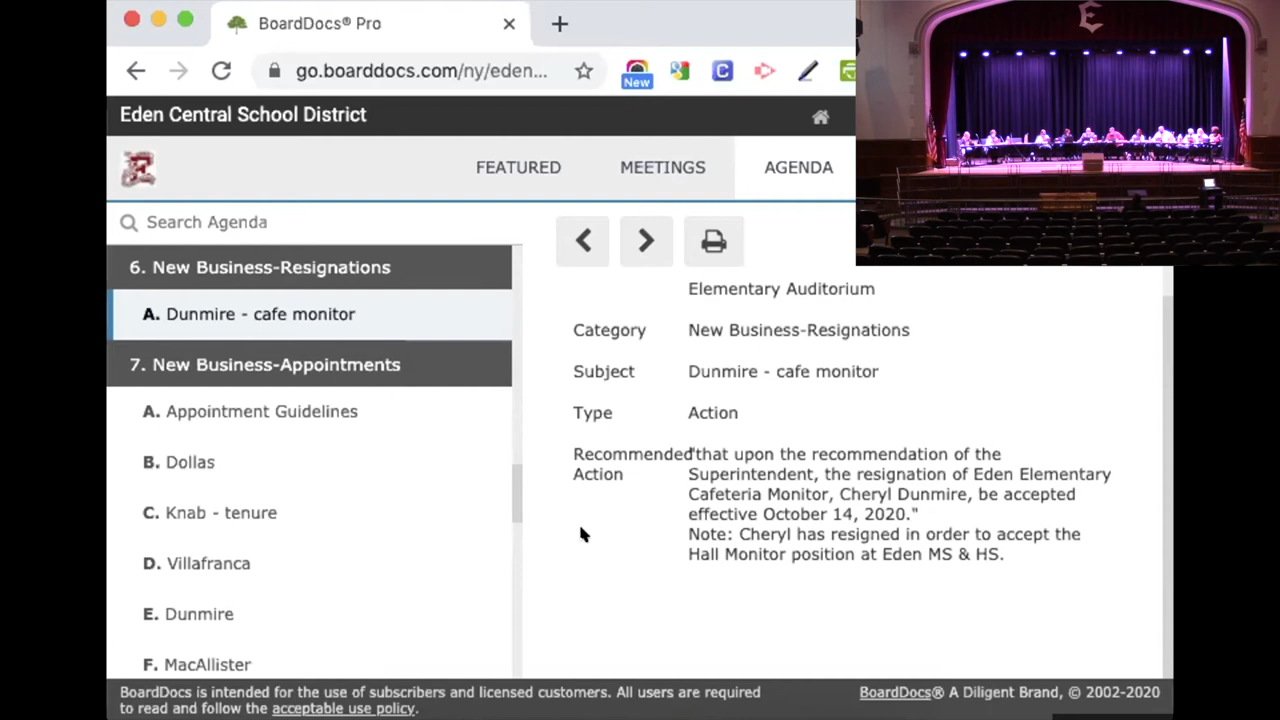 BoardDocs® Pro
go.boarddocs.com/ny/eden...
New
C
Eden Central School District
E
FEATURED
MEETINGS
AGENDA
E
Search Agenda
6. New Business-Resignations
A. Dunmire - cafe monitor
7. New Business-Appointments
A. Appointment Guidelines
B. Dollas
C. Knab - tenure
D. Villafranca
E. Dunmire
F. MacAllister
Elementary Auditorium
Category New Business-Resignations
Subject Dunmire - cafe monitor
Type Action
Recommended "that upon the recommendation of the
Action Superintendent, the resignation of Eden Elementary
Cafeteria Monitor, Cheryl Dunmire, be accepted
effective October 14, 2020."
Note: Cheryl has resigned in order to accept the
Hall Monitor position at Eden MS & HS.
BoardDocs is intended for the use of subscribers and licensed customers. All users are required
to read and follow the acceptable use policy.
BoardDocs® A Diligent Brand, © 2002-2020